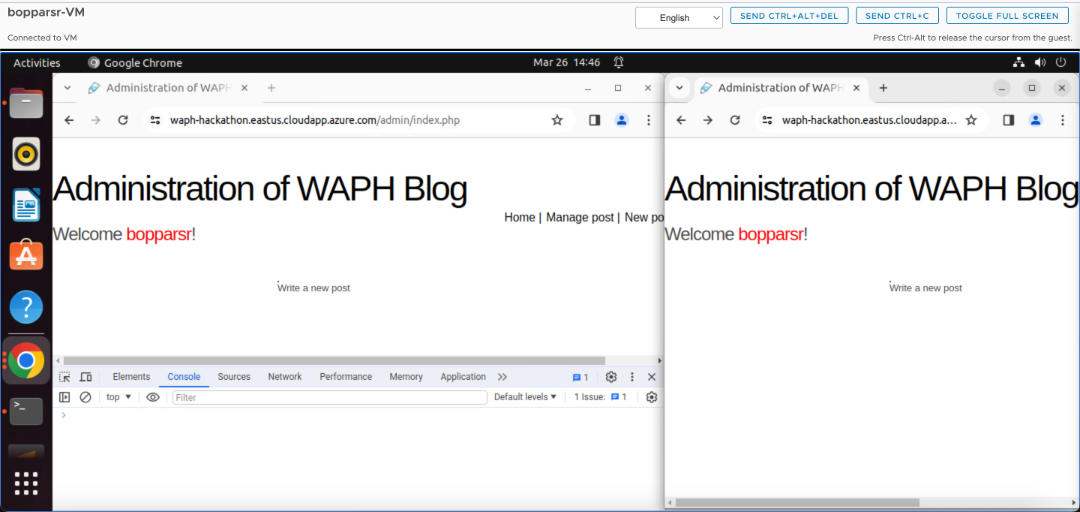 bopparsr-VM
English
SEND CTRL+ALT+DEL
SEND CTRL+C
TOGGLE FULL SCREEN
Connected to VM
Press Ctrl-Alt to release the cursor from the guest.
Activities
Google Chrome
Mar 26 14:46
Administration of WAPH
waph-hackathon.eastus.cloudapp.azure.com/admin/index.php
Administration of WAPH Blog
Home | Manage post | New po
Welcome bopparsr!
Write a new post
Elements
Console
Sources
Network
Performance
Memory
Application
1
top
Filter
Default levels
1 Issue: 1
Administration of WAPH
waph-hackathon.eastus.cloudapp.a...
Administration of WAPH Blog
Welcome bopparsr!
Write a new post